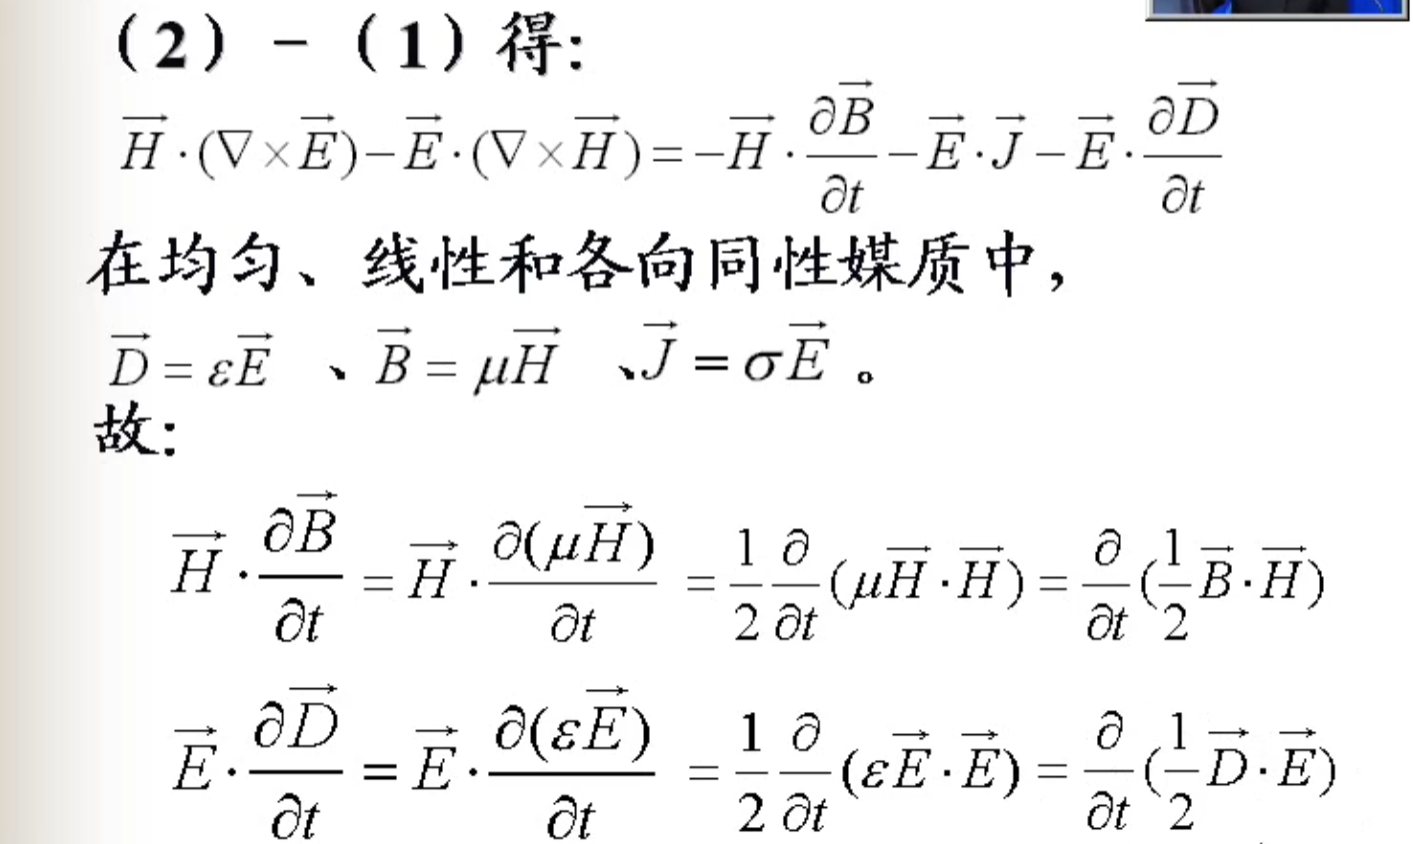 (2) - (1) 得:
$\vec{H} \cdot (\nabla \times \vec{E}) - \vec{E} \cdot (\nabla \times \vec{H}) = -\vec{H} \cdot \frac{\partial \vec{B}}{\partial t} - \vec{E} \cdot \vec{J} - \vec{E} \cdot \frac{\partial \vec{D}}{\partial t}$
在均匀、线性和各向同性媒质中,
$\vec{D} = \varepsilon \vec{E}$ 、$\vec{B} = \mu \vec{H}$ 、$\vec{J} = \sigma \vec{E}$ 。
故:
$\vec{H} \cdot \frac{\partial \vec{B}}{\partial t} = \vec{H} \cdot \frac{\partial (\mu \vec{H})}{\partial t} = \frac{1}{2} \frac{\partial}{\partial t} (\mu \vec{H} \cdot \vec{H}) = \frac{\partial}{\partial t} (\frac{1}{2} \vec{B} \cdot \vec{H})$
$\vec{E} \cdot \frac{\partial \vec{D}}{\partial t} = \vec{E} \cdot \frac{\partial (\varepsilon \vec{E})}{\partial t} = \frac{1}{2} \frac{\partial}{\partial t} (\varepsilon \vec{E} \cdot \vec{E}) = \frac{\partial}{\partial t} (\frac{1}{2} \vec{D} \cdot \vec{E})$